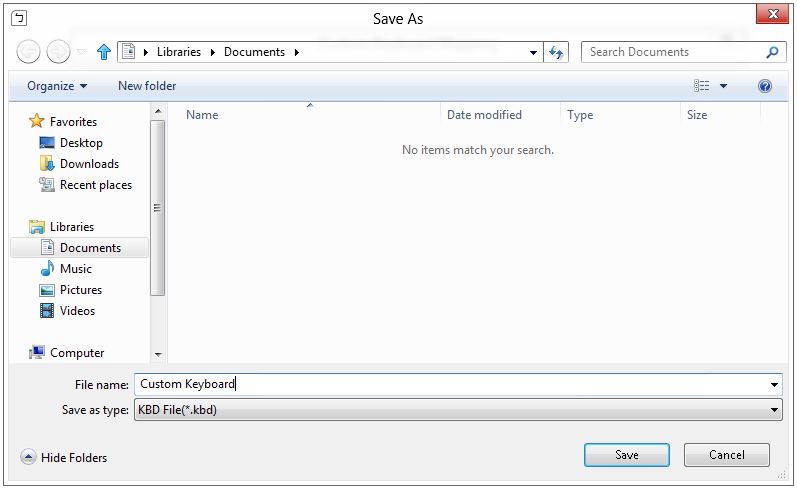 Save As
Libraries Documents
Search Documents
Organize New folder
Name Date modified Type Size
No items match your search.
Favorites
Desktop
Downloads
Recent places
Libraries
Documents
Music
Pictures
Videos
Computer
File name: Custom Keyboard
Save as type: KBD File(*.kbd)
Hide Folders Save Cancel